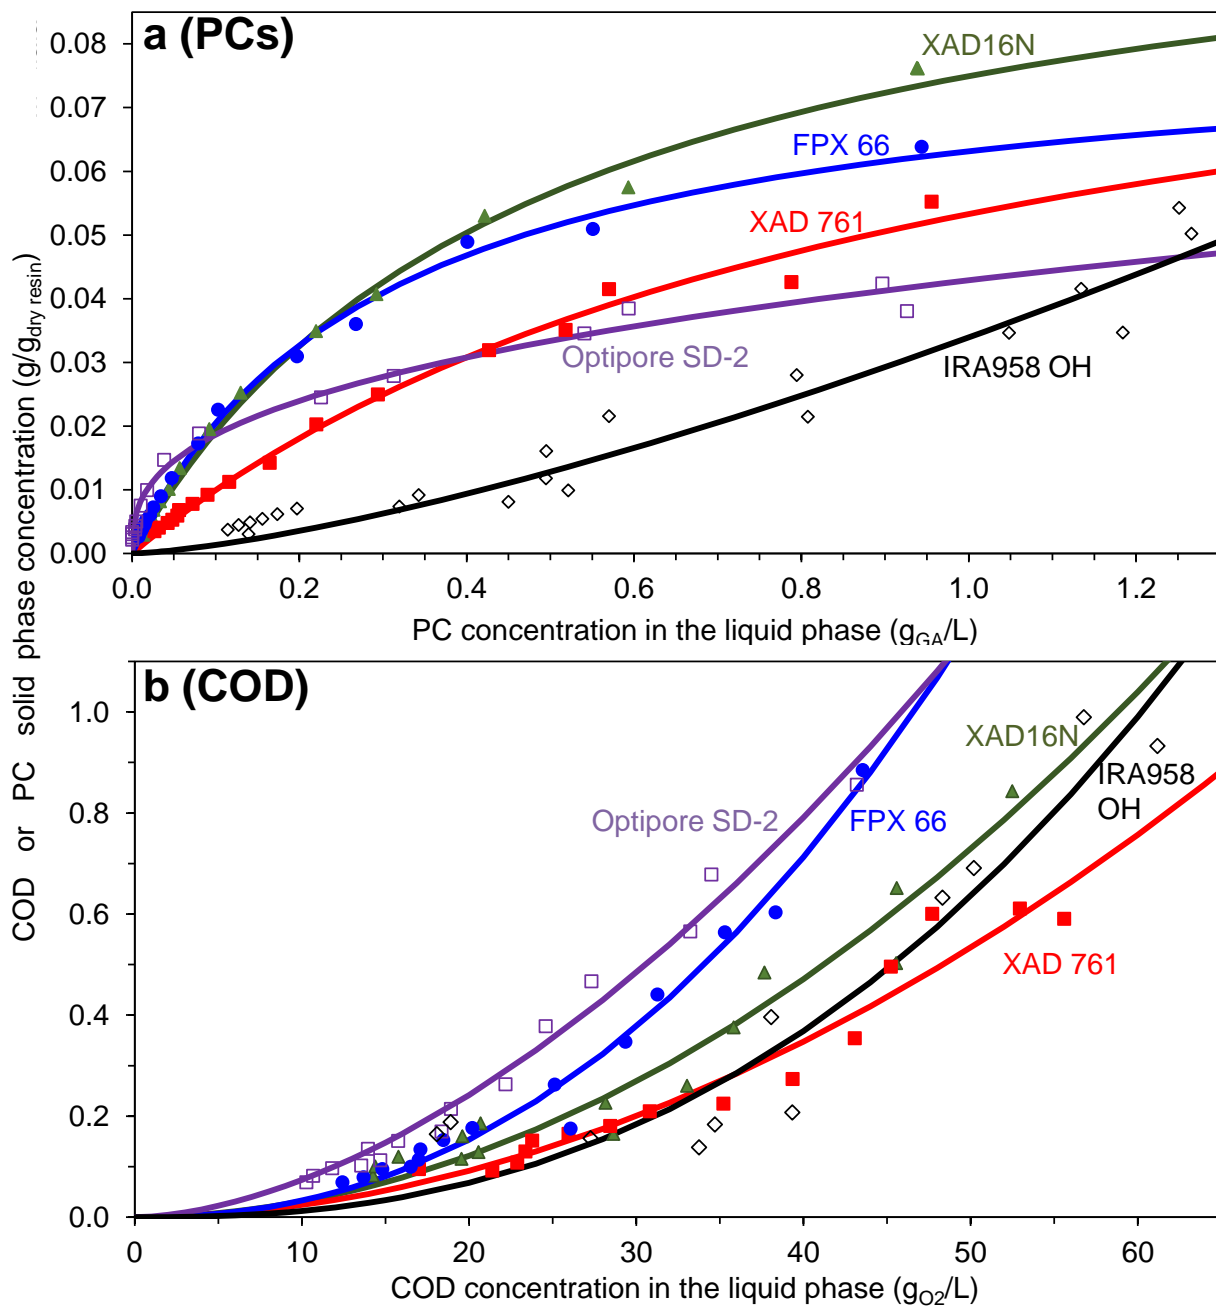 a (PCs)
0.08
0.07
0.06
0.05
0.04
0.03
0.02
0.01
0.00
XAD16N
FPX 66
XAD 761
Optipore SD-2
IRA958 OH
0.0 0.2 0.4 0.6 0.8 1.0 1.2
PC concentration in the liquid phase (gGA/L)
COD or PC solid phase concentration (g/gdry resin)
b (COD)
1.0
0.8
0.6
0.4
0.2
0.0
XAD16N
IRA958
OH
Optipore SD-2
FPX 66
XAD 761
0 10 20 30 40 50 60
COD concentration in the liquid phase (gO2/L)